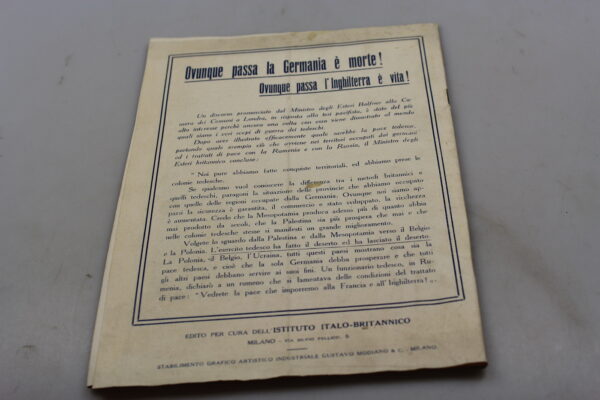 Ovunque passa la Germania è morte!
Ovunque passa l'Inghilterra è vita!
Un discorso pronunciato dal Ministro degli Esteri Balfour alla Ca-
mera dei Comuni a Londra, in risposta alla tesi pacifista, è stato del più
alto interesse perchè ancora una volta con esso viene dimostrato al mondo
quali siano i veri scopi di guerra dei tedeschi.
Dopo aver illustrato efficacemente quale sarebbe la pace tedesca,
portando quale esempio ciò che avviene nei territori occupati dai germani
ed i trattati di pace con la Rumenia e con la Russia, il Ministro degli
Esteri britannico conclude:
" Noi pure abbiamo fatte conquiste territoriali, ed abbiamo prese le
colonie tedesche.
Se qualcuno vuol conoscere la differenza tra i metodi britannici e
quelli tedeschi, paragoni la situazione delle provincie che abbiamo occupato
con quelle delle regioni occupate dalla Germania. Ovunque noi siamo ap-
parsi la sicurezza è garantita, il commercio è stato sviluppato, la ricchezza
è aumentata. Credo che la Mesopotamia produca adesso più di quanto abbia
mai prodotto da secoli, che la Palestina sia più prospera che mai e che
nelle colonie tedesche stesse si manifesti un grande miglioramento.
Volgete lo sguardo dalla Palestina e dalla Mesopotamia verso il Belgio
e la Polonia. L'esercito tedesco ha fatto il deserto ed ha lasciato il deserto.
La Polonia, il Belgio, l'Ucraina, tutti questi paesi mostrano cosa sia la
pace tedesca, e cioè che la sola Germania debba prosperare e che tutti
gli altri paesi debbano servire ai suoi fini. Un funzionario tedesco, in Ru-
menia, dichiarò a un rumeno che si lamentava delle condizioni del trattato
di pace: "Vedrete la pace che imporremo alla Francia e all'Inghilterra!„.
EDITO PER CURA DELL'ISTITUTO ITALO-BRITANNICO
MILANO - VIA SILVIO PELLICO, 6
STABILIMENTO GRAFICO ARTISTICO INDUSTRIALE GUSTAVO MODIANO & C. - MILANO.